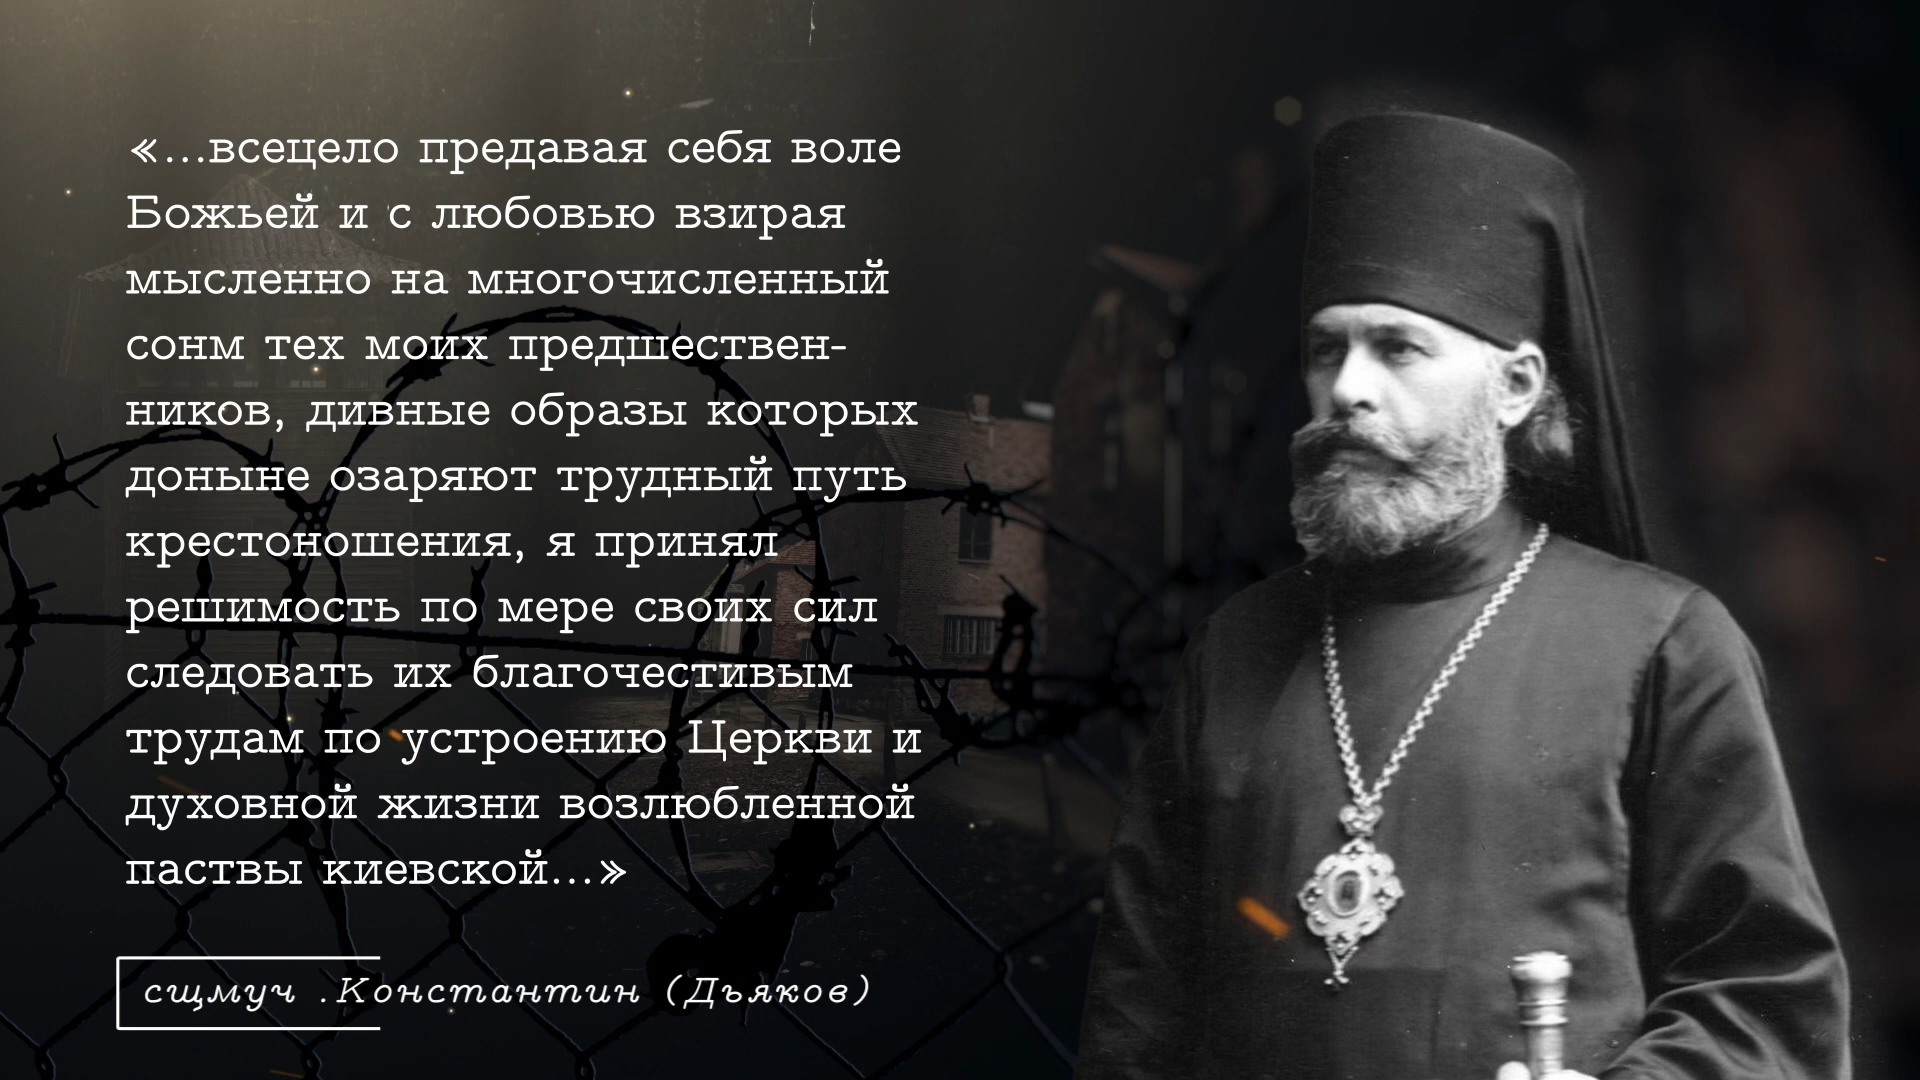 «...всецело предавая себя воле
Божьей и с любовью взирая
мысленно на многочисленный
сонм тех моих предшествен-
ников, дивные образы которых
доныне озаряют трудный путь
крестоношения, я принял
решимость по мере своих сил
следовать их благочестивым
трудам по устроению Церкви и
духовной жизни возлюбленной
паствы киевской...»
сщмуч .Константин (Дъяков)